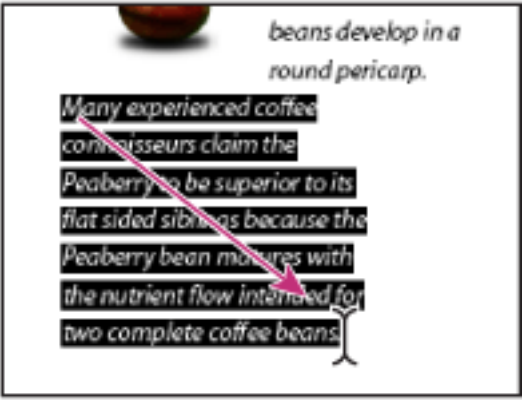 beans develop in a
round pericarp.
Many experienced coffee
connoisseurs claim the
Peaberry to be superior to its
flat sided siblings because the
Peaberry bean matures with
the nutrient flow intended for
two complete coffee beans.